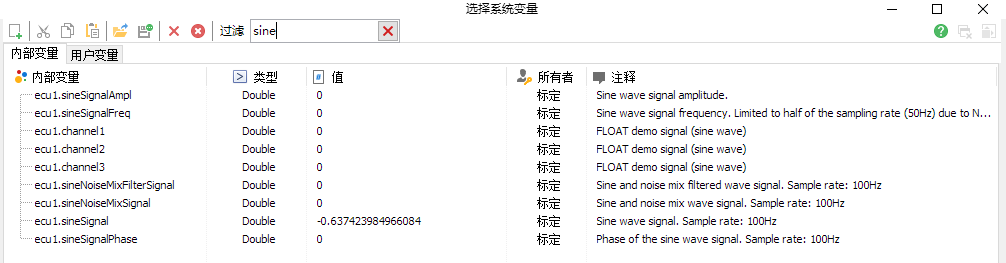 选择系统变量
过滤 sine
内部变量 用户变量
内部变量 类型 值 所有者 注释
ecu1.sineSignalAmpl Double 0 标定 Sine wave signal amplitude.
ecu1.sineSignalFreq Double 0 标定 Sine wave signal frequency. Limited to half of the sampling rate (50Hz) due to N...
ecu1.channel1 Double 0 标定 FLOAT demo signal (sine wave)
ecu1.channel2 Double 0 标定 FLOAT demo signal (sine wave)
ecu1.channel3 Double 0 标定 FLOAT demo signal (sine wave)
ecu1.sineNoiseMixFilterSignal Double 0 标定 Sine and noise mix filtered wave signal. Sample rate: 100Hz
ecu1.sineNoiseMixSignal Double 0 标定 Sine and noise mix wave signal. Sample rate: 100Hz
ecu1.sineSignal Double -0.637423984966084 标定 Sine wave signal. Sample rate: 100Hz
ecu1.sineSignalPhase Double 0 标定 Phase of the sine wave signal. Sample rate: 100Hz